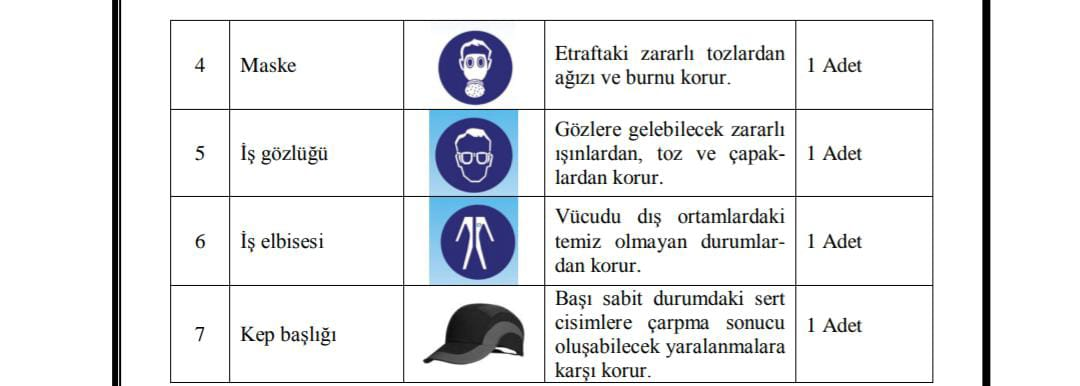 4 Maske Etraftaki zararlı tozlardan 1 Adet
ağızı ve burnu korur.
5 İş gözlüğü Gözlere gelebilecek zararlı 1 Adet
ışınlardan, toz ve çapak-
lardan korur.
6 İş elbisesi Vücudu dış ortamlardaki 1 Adet
temiz olmayan durumlar-
dan korur.
7 Kep başlığı Başı sabit durumdaki sert 1 Adet
cisimlere çarpma sonucu
oluşabilecek yaralanmalara
karşı korur.